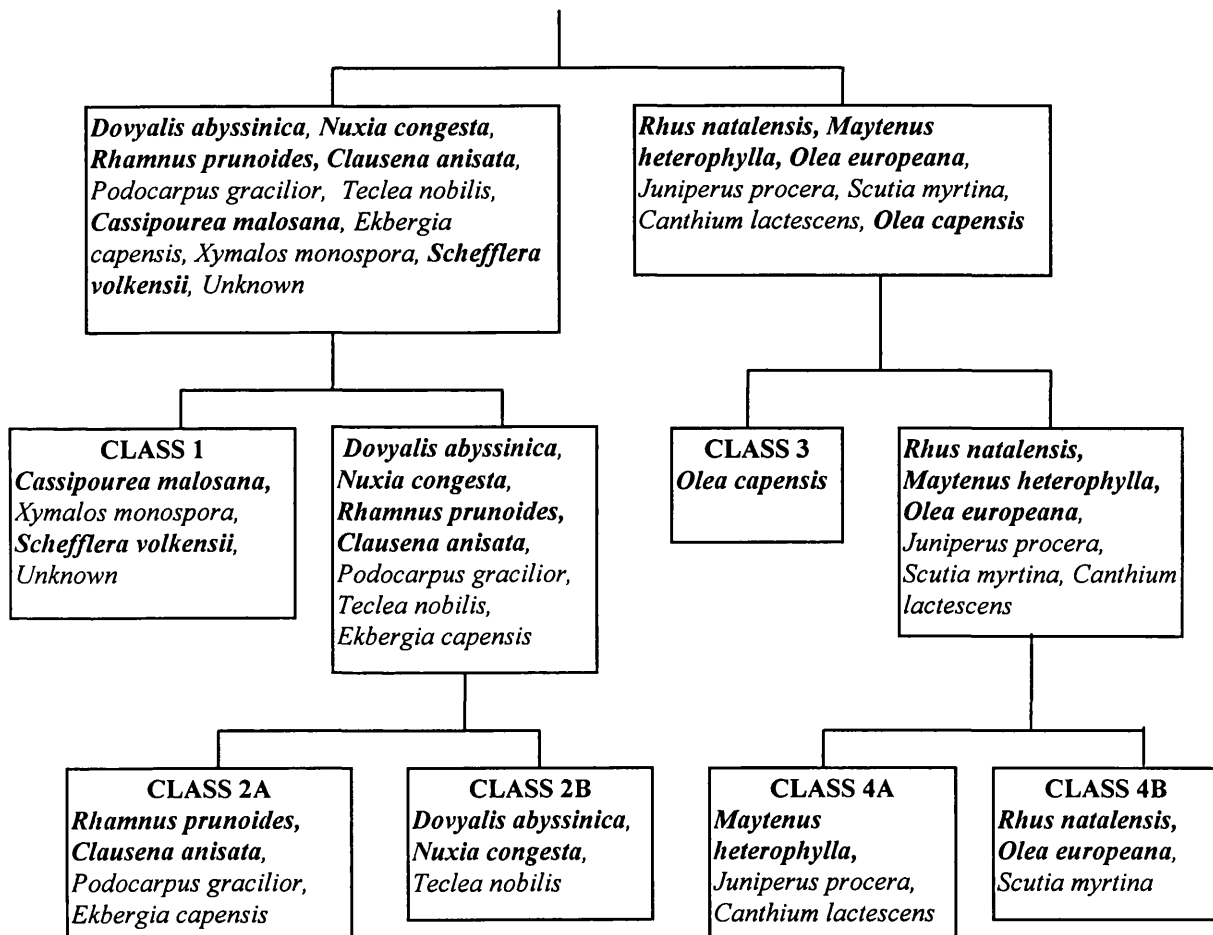 Dovyalis abyssinica, Nuxia congesta,
Rhamnus prunoides, Clausena anisata,
Podocarpus gracilior, Teclea nobilis,
Cassipourea malosana, Ekbergia
capensis, Xymalos monospora, Schefflera
volkensii, Unknown
Rhus natalensis, Maytenus
heterophylla, Olea europeana,
Juniperus procera, Scutia myrtina,
Canthium lactescens, Olea capensis
CLASS 1
Cassipourea malosana,
Xymalos monospora,
Schefflera volkensii,
Unknown
Dovyalis abyssinica,
Nuxia congesta,
Rhamnus prunoides,
Clausena anisata,
Podocarpus gracilior,
Teclea nobilis,
Ekbergia capensis
CLASS 3
Olea capensis
Rhus natalensis,
Maytenus heterophylla,
Olea europeana,
Juniperus procera,
Scutia myrtina, Canthium
lactescens
CLASS 2A
Rhamnus prunoides,
Clausena anisata,
Podocarpus gracilior,
Ekbergia capensis
CLASS 2B
Dovyalis abyssinica,
Nuxia congesta,
Teclea nobilis
CLASS 4A
Maytenus
heterophylla,
Juniperus procera,
Canthium lactescens
CLASS 4B
Rhus natalensis,
Olea europeana,
Scutia myrtina